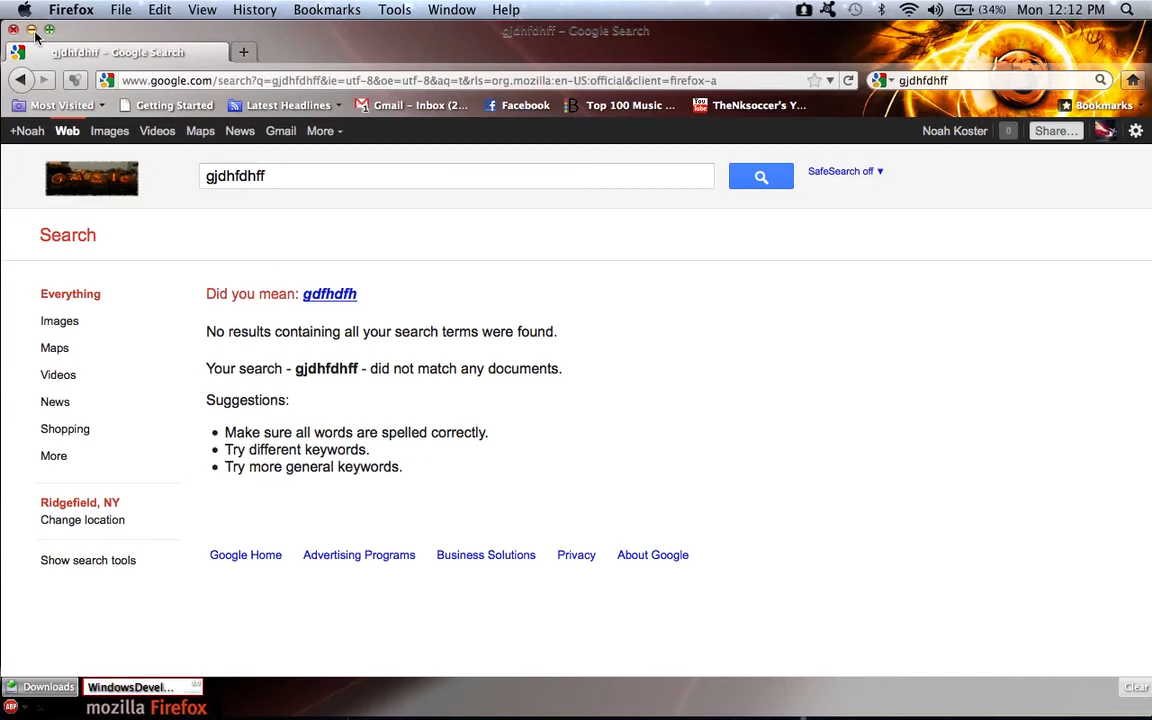 Firefox File Edit View History Bookmarks Tools Window Help (34%) Mon 12:12 PM
gjdhfdhff – Google Search
gjdhfdhff – Google Search
www.google.com/search?q=gjdhfdhff&ie=utf-8&oe=utf-8&aq=t&rls=org.mozilla:en-US:official&client=firefox-a gjdhfdhff
Most Visited Getting Started Latest Headlines Gmail – Inbox (2... Facebook Top 100 Music ... TheNksoccer's Y... Bookmarks
+Noah Web Images Videos Maps News Gmail More Noah Koster 0 Share...
gjdhfdhff SafeSearch off ▼
Search
Everything
Images
Maps
Videos
News
Shopping
More
Ridgefield, NY
Change location
Show search tools
Did you mean: gdfhdfh
No results containing all your search terms were found.
Your search - gjdhfdhff - did not match any documents.
Suggestions:
• Make sure all words are spelled correctly.
• Try different keywords.
• Try more general keywords.
Google Home Advertising Programs Business Solutions Privacy About Google
Downloads WindowsDevel... Clear
ABP mozilla Firefox